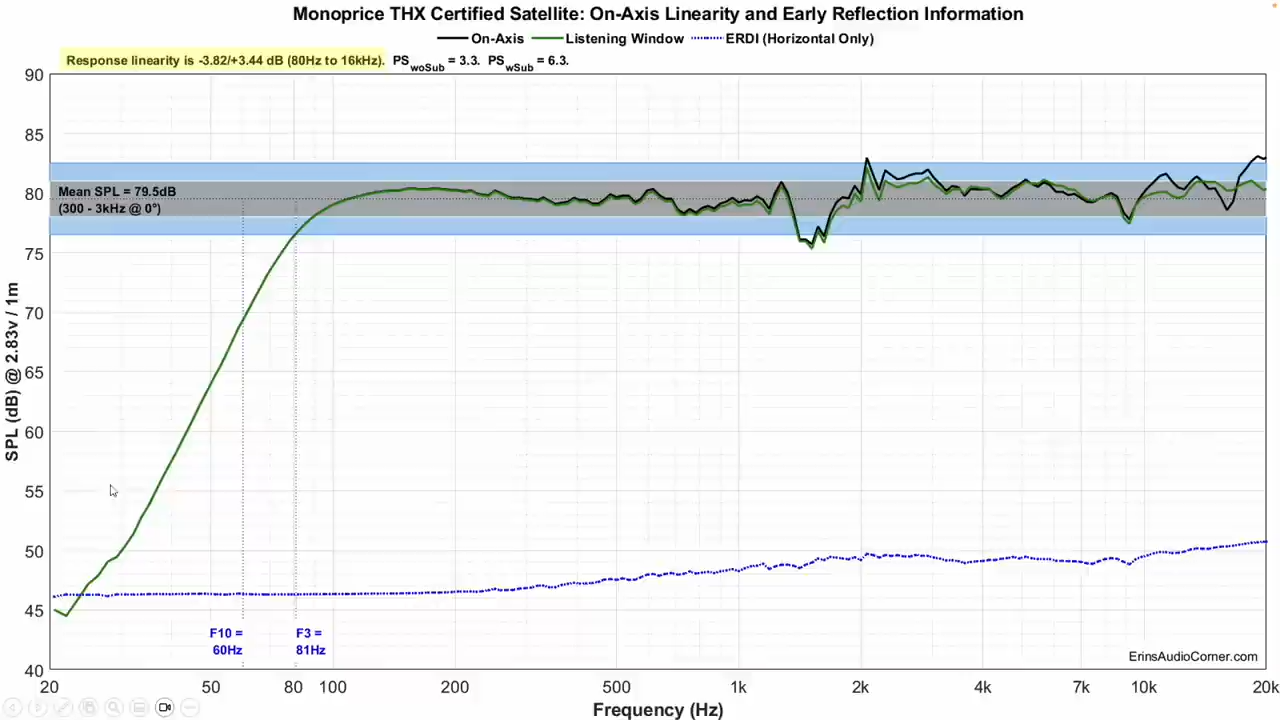 Monoprice THX Certified Satellite: On-Axis Linearity and Early Reflection Information
On-Axis Listening Window ERDI (Horizontal Only)
Response linearity is -3.82/+3.44 dB (80Hz to 16kHz). PSwoSub = 3.3. PSwSub = 6.3.
90
85
80
75
70
65
60
55
50
45
40
SPL (dB) @ 2.83v / 1m
Mean SPL = 79.5dB
(300 - 3kHz @ 0°)
F10 =
60Hz
F3 =
81Hz
ErinsAudioCorner.com
20 50 80 100 200 500 1k 2k 4k 7k 10k 20k
Frequency (Hz)